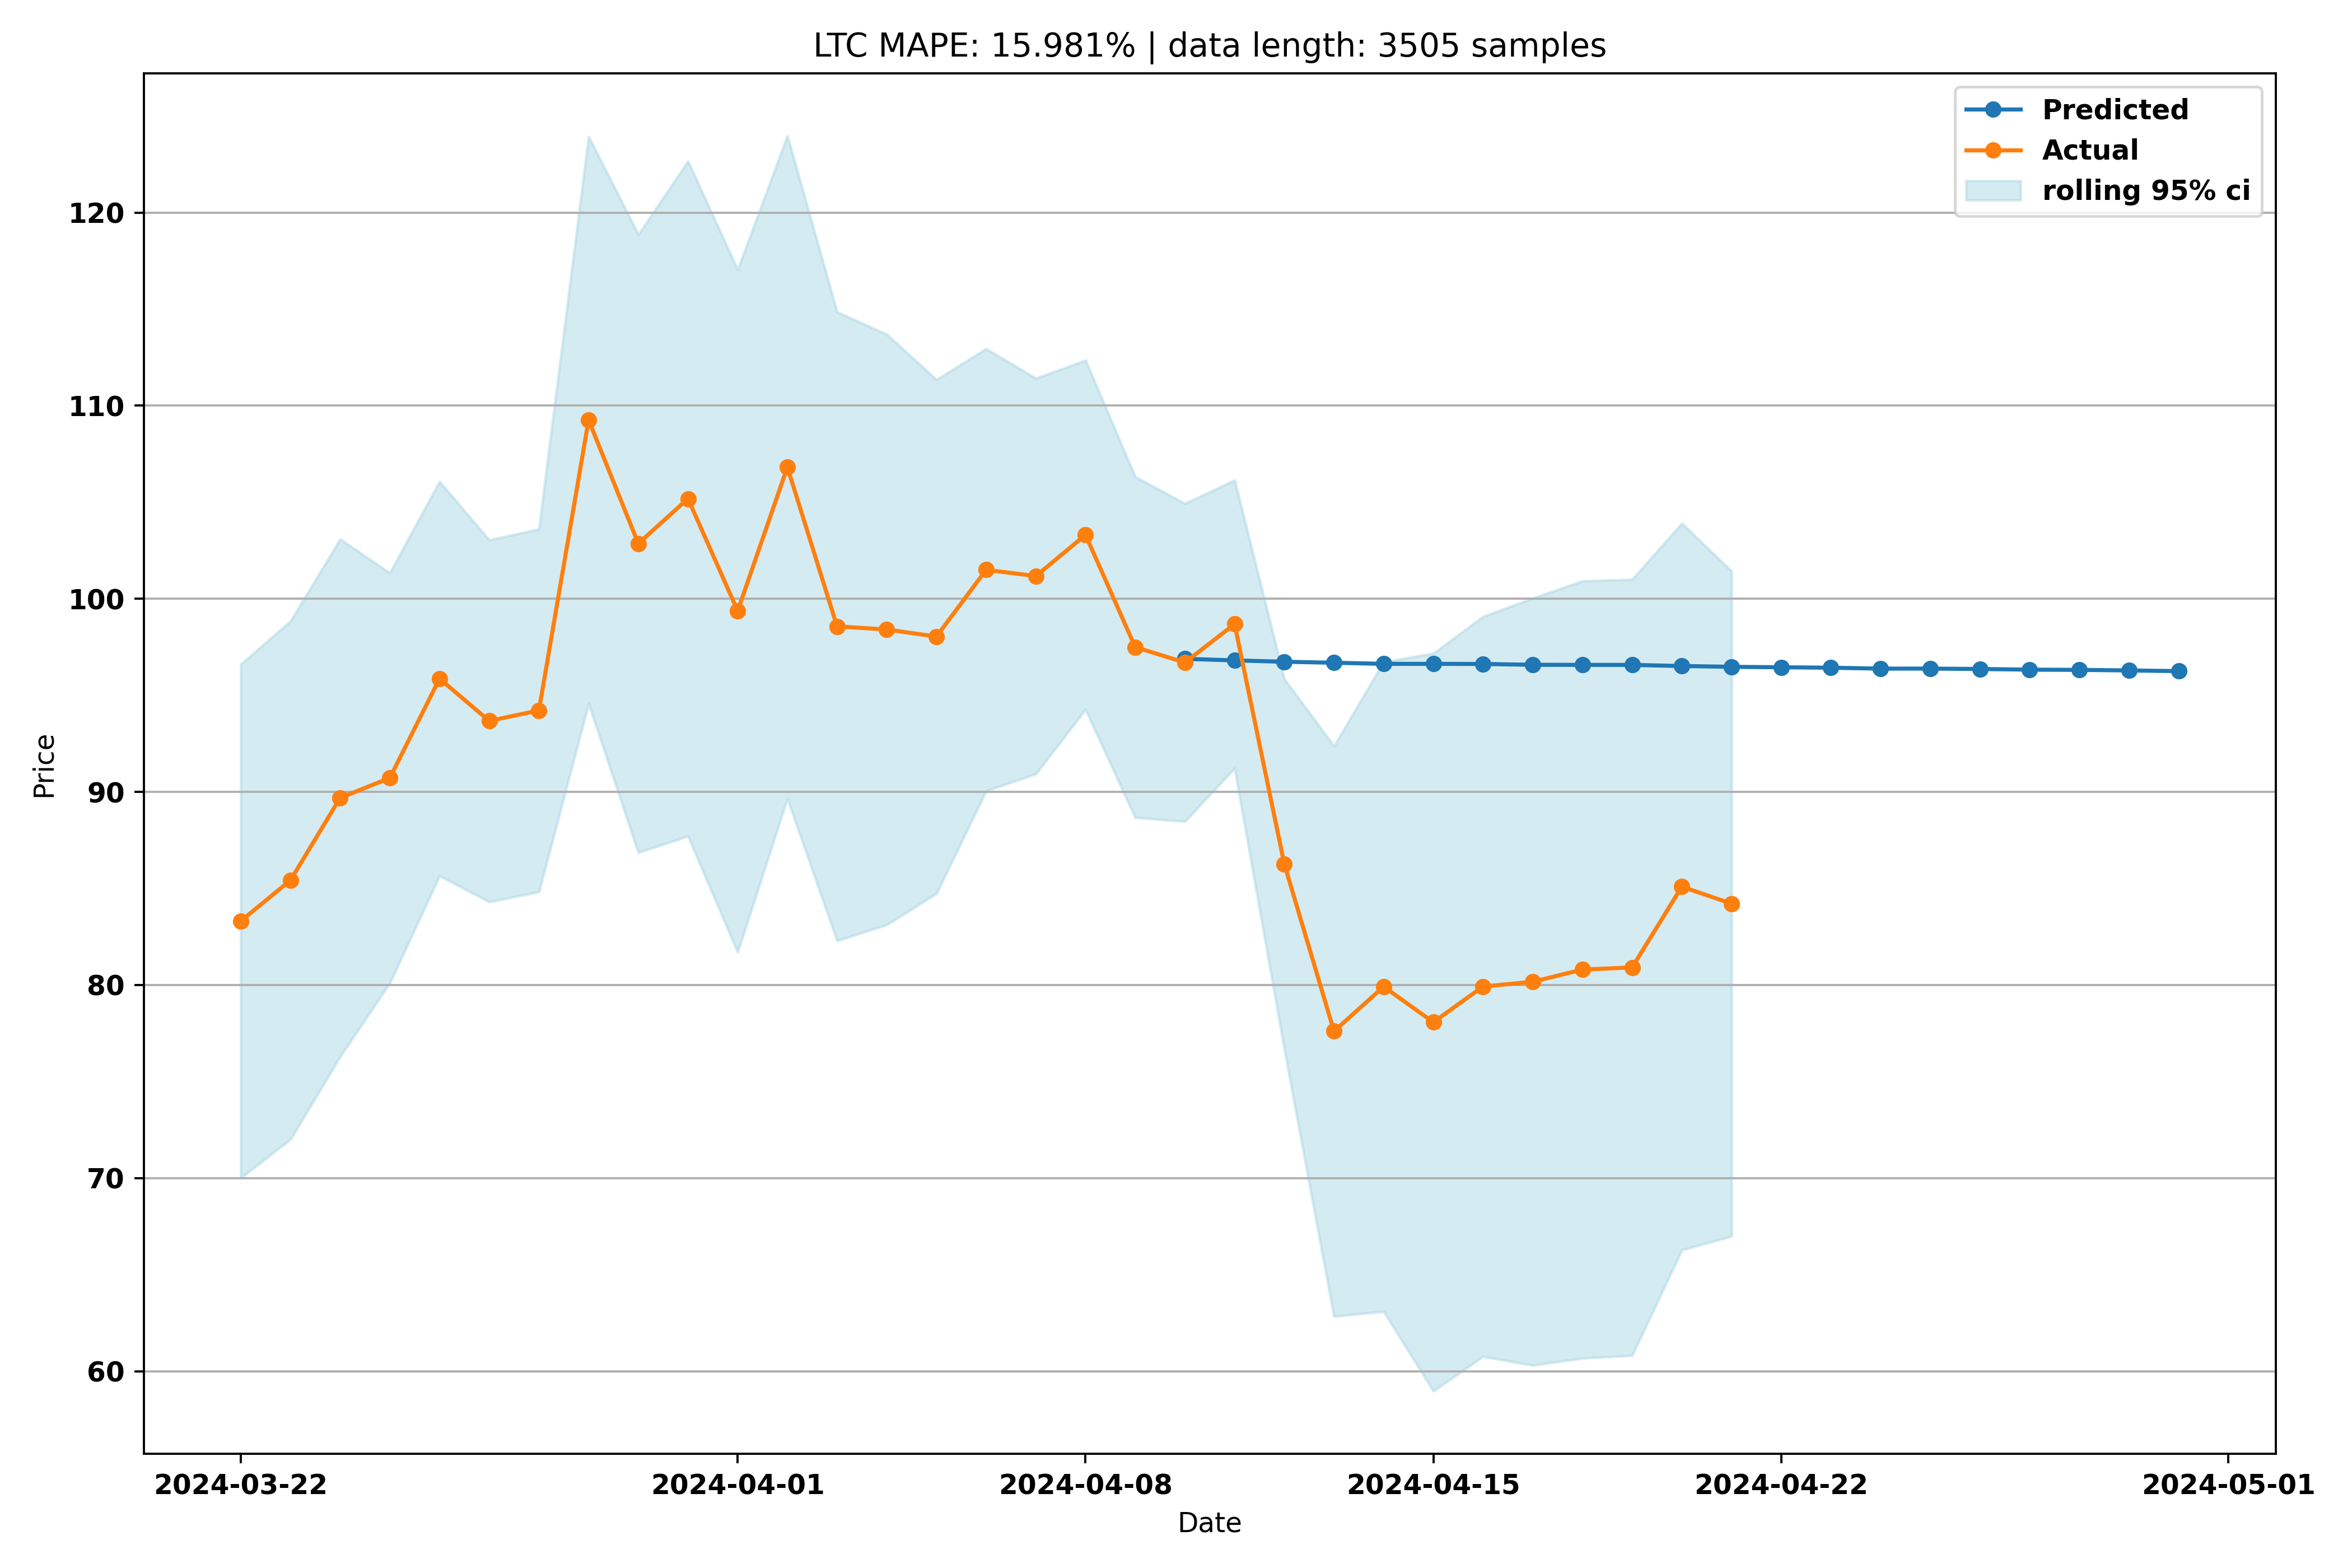 LTC MAPE: 15.981% | data length: 3505 samples
Predicted
Actual
rolling 95% ci
120
110
100
90
80
70
60
Price
2024-03-22
2024-04-01
2024-04-08
2024-04-15
2024-04-22
2024-05-01
Date